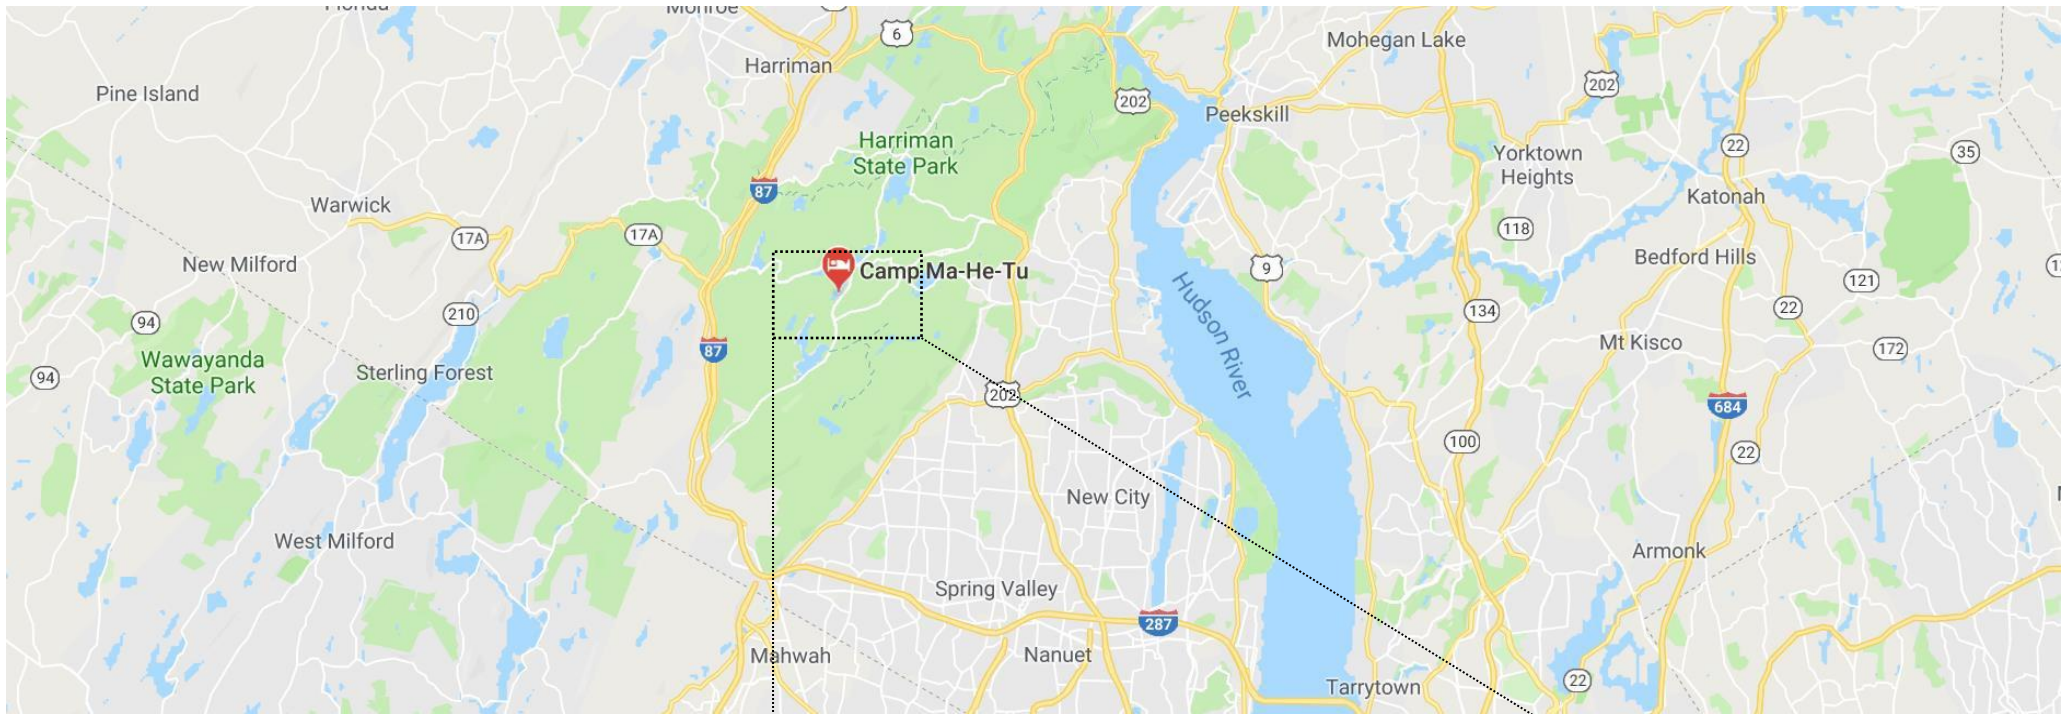 Florida
Monroe
6
Harriman
Mohegan Lake
Pine Island
202
202
Peekskill
Harriman
State Park
22
35
Yorktown
Heights
87
Katonah
Warwick
17A
17A
118
New Milford
Camp Ma-He-Tu
9
Bedford Hills
121
Hudson River
210
94
134
22
Wawayanda
State Park
87
Mt Kisco
172
Sterling Forest
94
202
684
100
22
New City
West Milford
Armonk
Spring Valley
287
Mahwah
Nanuet
Tarrytown
22